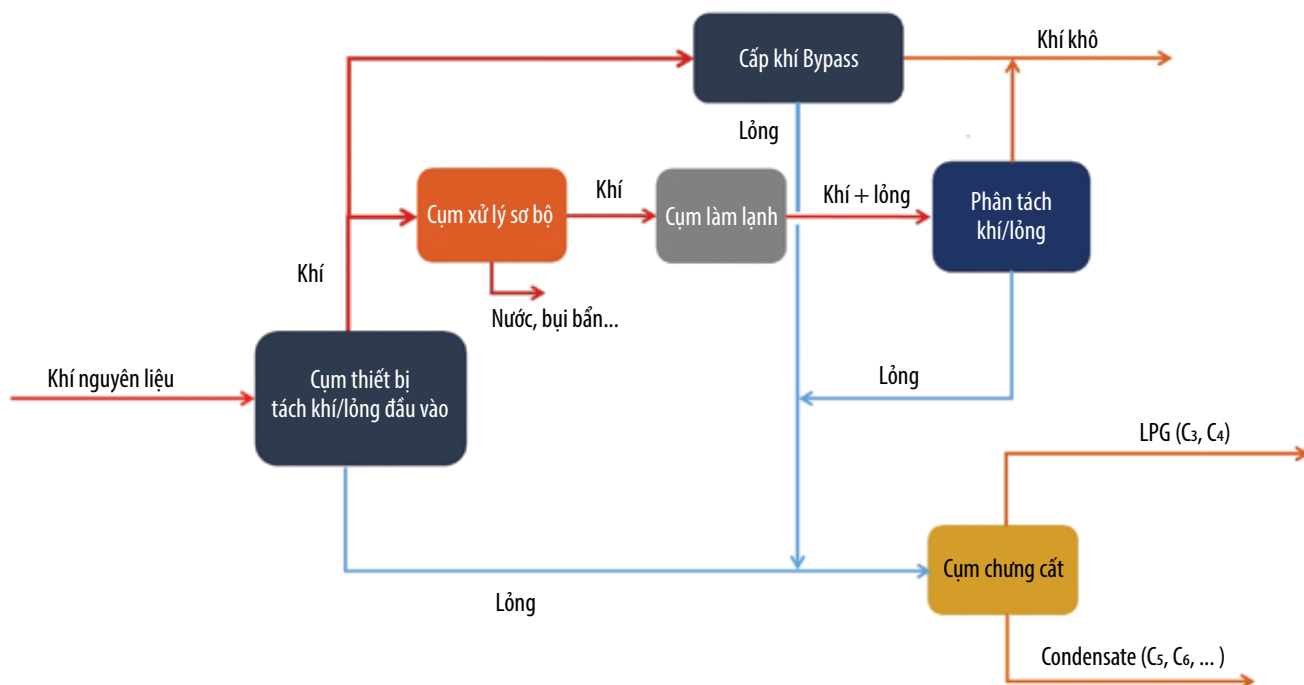 Cấp khí Bypass
Khí khô
Lỏng
Cụm xử lý sơ bộ
Khí
Cụm làm lạnh
Khí + lỏng
Phân tách
khí/lỏng
Khí
Nước, bụi bẩn...
Khí nguyên liệu
Cụm thiết bị
tách khí/lỏng đầu vào
Lỏng
LPG (C₃, C₄)
Cụm chưng cất
Lỏng
Condensate (C₅, C₆, ... )